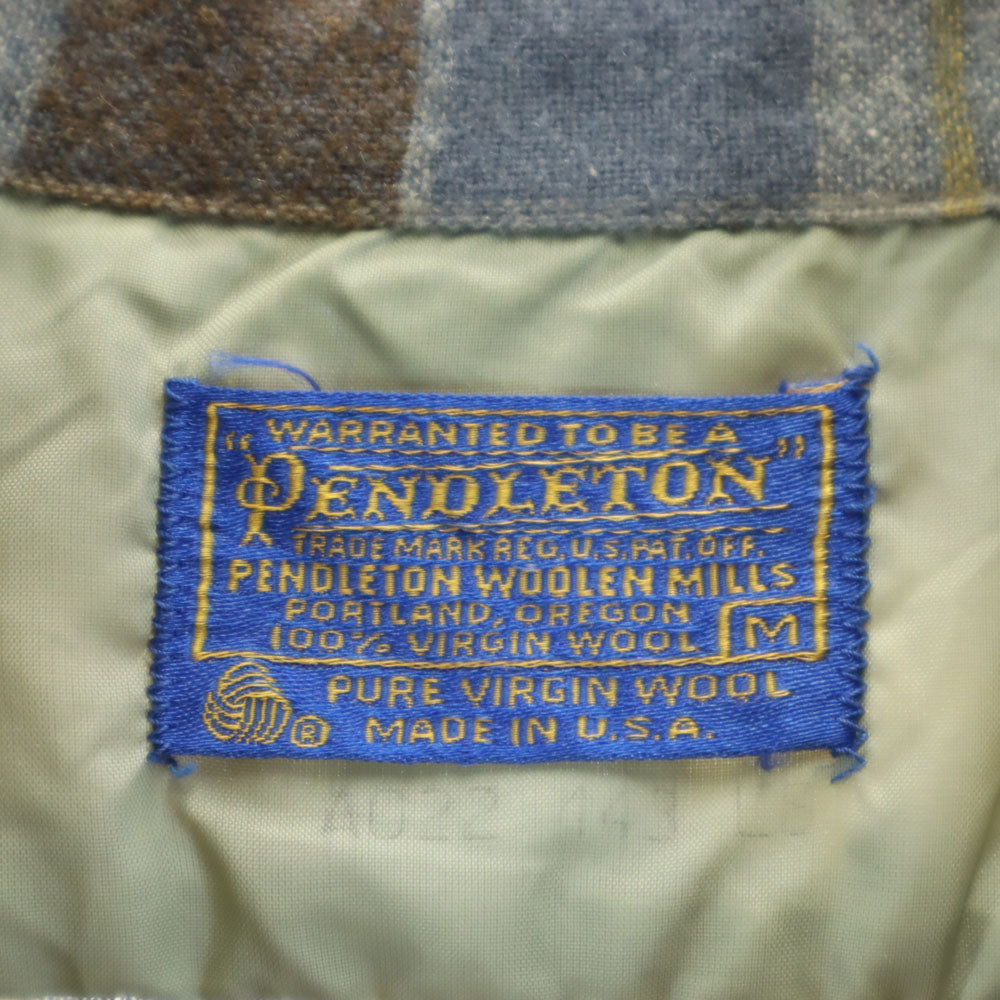 WARRANTED TO BE A
"PENDLETON"
TRADE MARK REG. U.S. PAT. OFF.
PENDLETON WOOLEN MILLS
PORTLAND, OREGON
100% VIRGIN WOOL M
PURE VIRGIN WOOL
® MADE IN U.S.A.